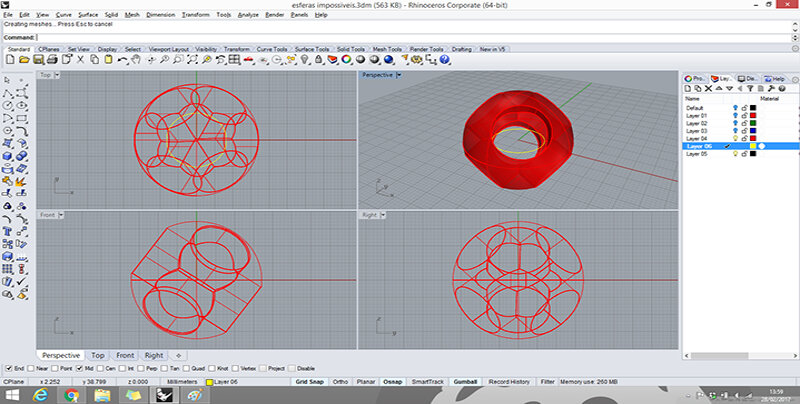 esferas impossíveis.3dm (563 KB) - Rhinoceros Corporate (64-bit)
File Edit View Curve Surface Solid Mesh Dimension Transform Tools Analyze Render Panels Help
Creating meshes... Press Esc to cancel
Command:
Standard CPlanes Set View Display Select Viewport Layout Visibility Transform Curve Tools Surface Tools Solid Tools Mesh Tools Render Tools Drafting New in V5
Top
Perspective
Front
Right
y
x
z
y
x
z
x
z
y
Pro...
Lay...
Dis...
Help
Name Material
Default
Layer 01
Layer 02
Layer 03
Layer 04
Layer 06
Layer 05
Perspective Top Front Right
End Near Point Mid Cen Int Perp Tan Quad Knot Vertex Project Disable
CPlane x 2.252 y 38.799 z 0.000 Millimeters Layer 06 Grid Snap Ortho Planar Osnap SmartTrack Gumball Record History Filter Memory use: 260 MB
13:59
28/02/2017